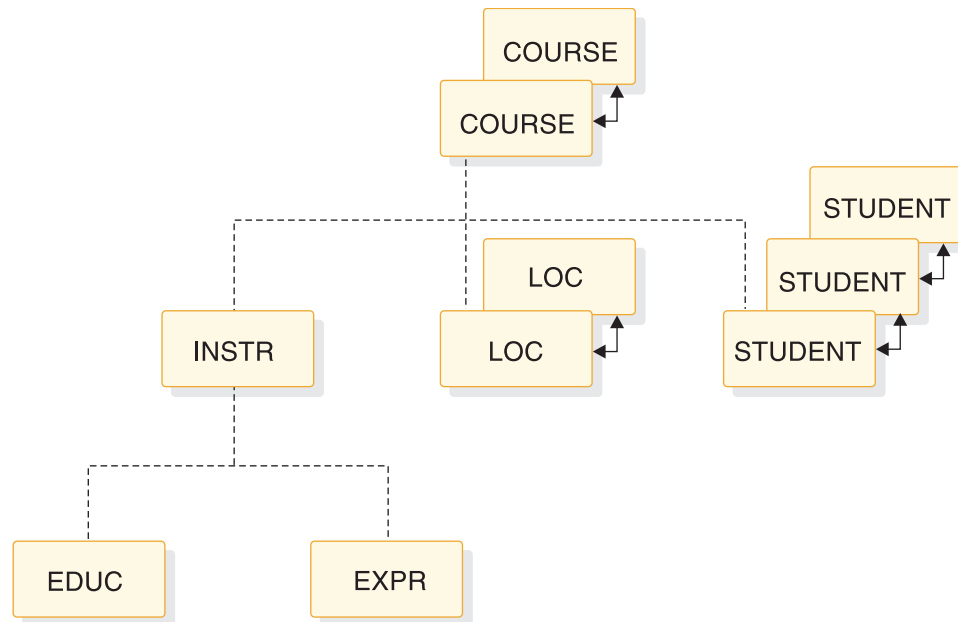 COURSE
COURSE
STUDENT
STUDENT
LOC
INSTR
LOC
STUDENT
EDUC
EXPR